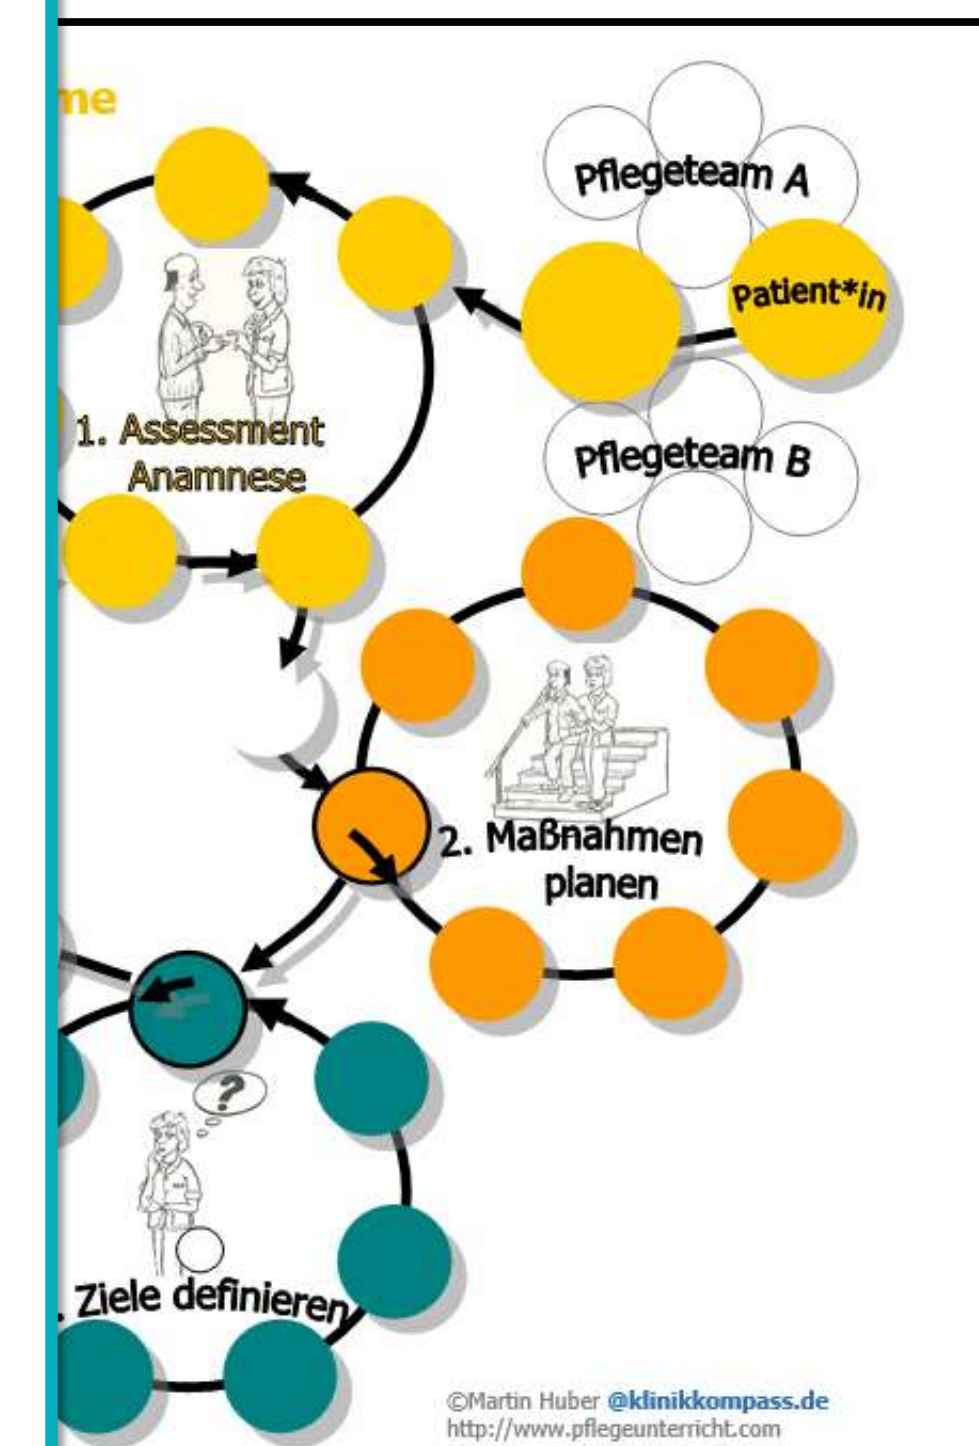 me
Pflegeteam A
Patient*in
1. Assessment
Anamnese
Pflegeteam B
2. Maßnahmen
planen
?
. Ziele definieren
©Martin Huber @klinikkompass.de
http://www.pflegeunterricht.com